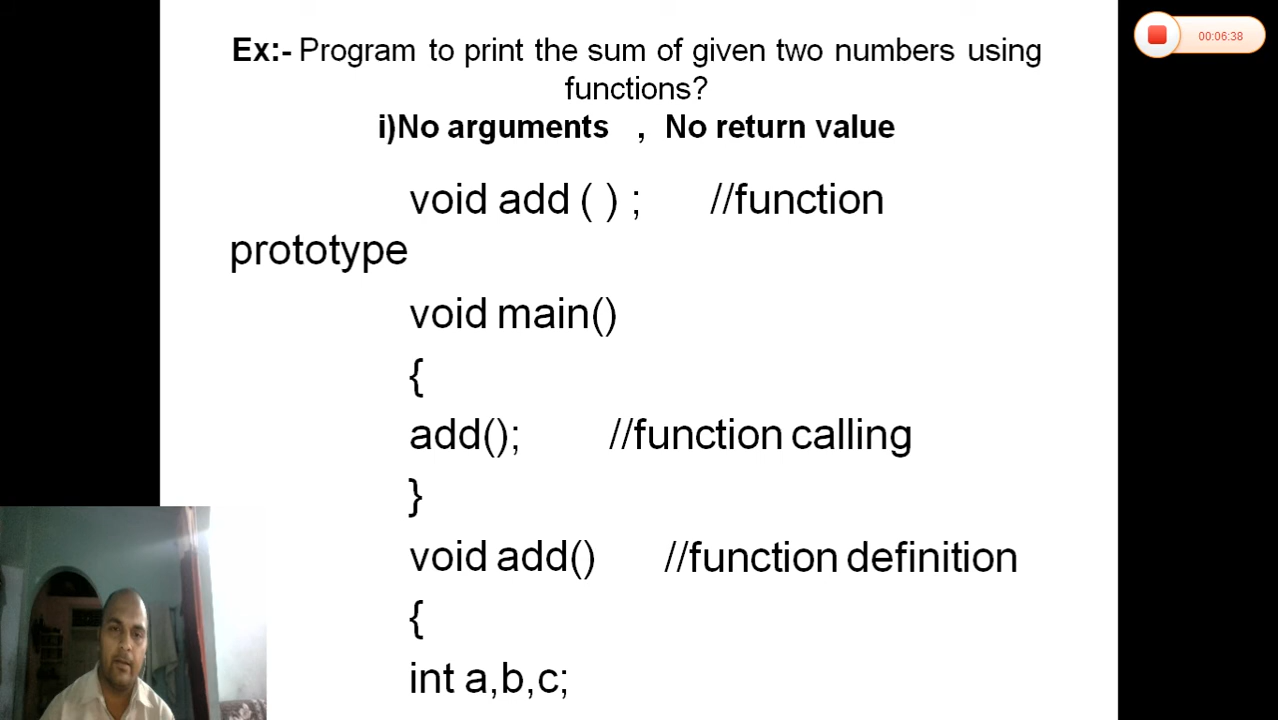 Ex:- Program to print the sum of given two numbers using
functions?
i)No arguments , No return value
void add ( ) ; //function
prototype
void main()
{
add(); //function calling
}
void add() //function definition
{
int a,b,c;
00:06:38